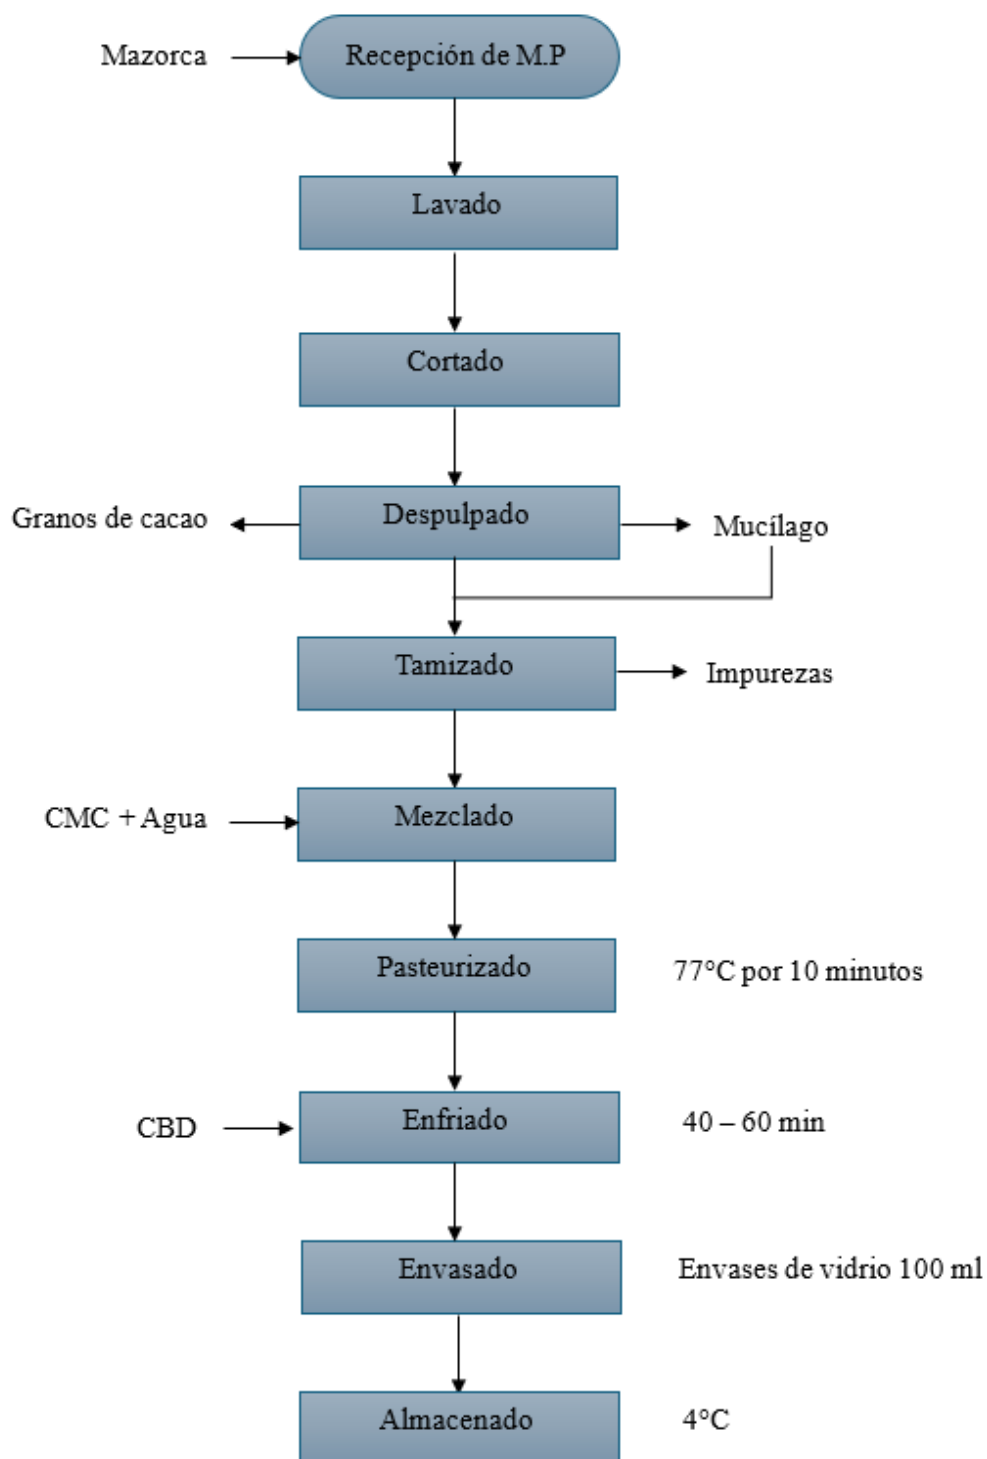 Mazorca
Recepción de M.P
Lavado
Cortado
Granos de cacao
Despulpado
Mucílago
Tamizado
Impurezas
CMC + Agua
Mezclado
Pasteurizado
77°C por 10 minutos
CBD
Enfriado
40 – 60 min
Envasado
Envases de vidrio 100 ml
Almacenado
4°C